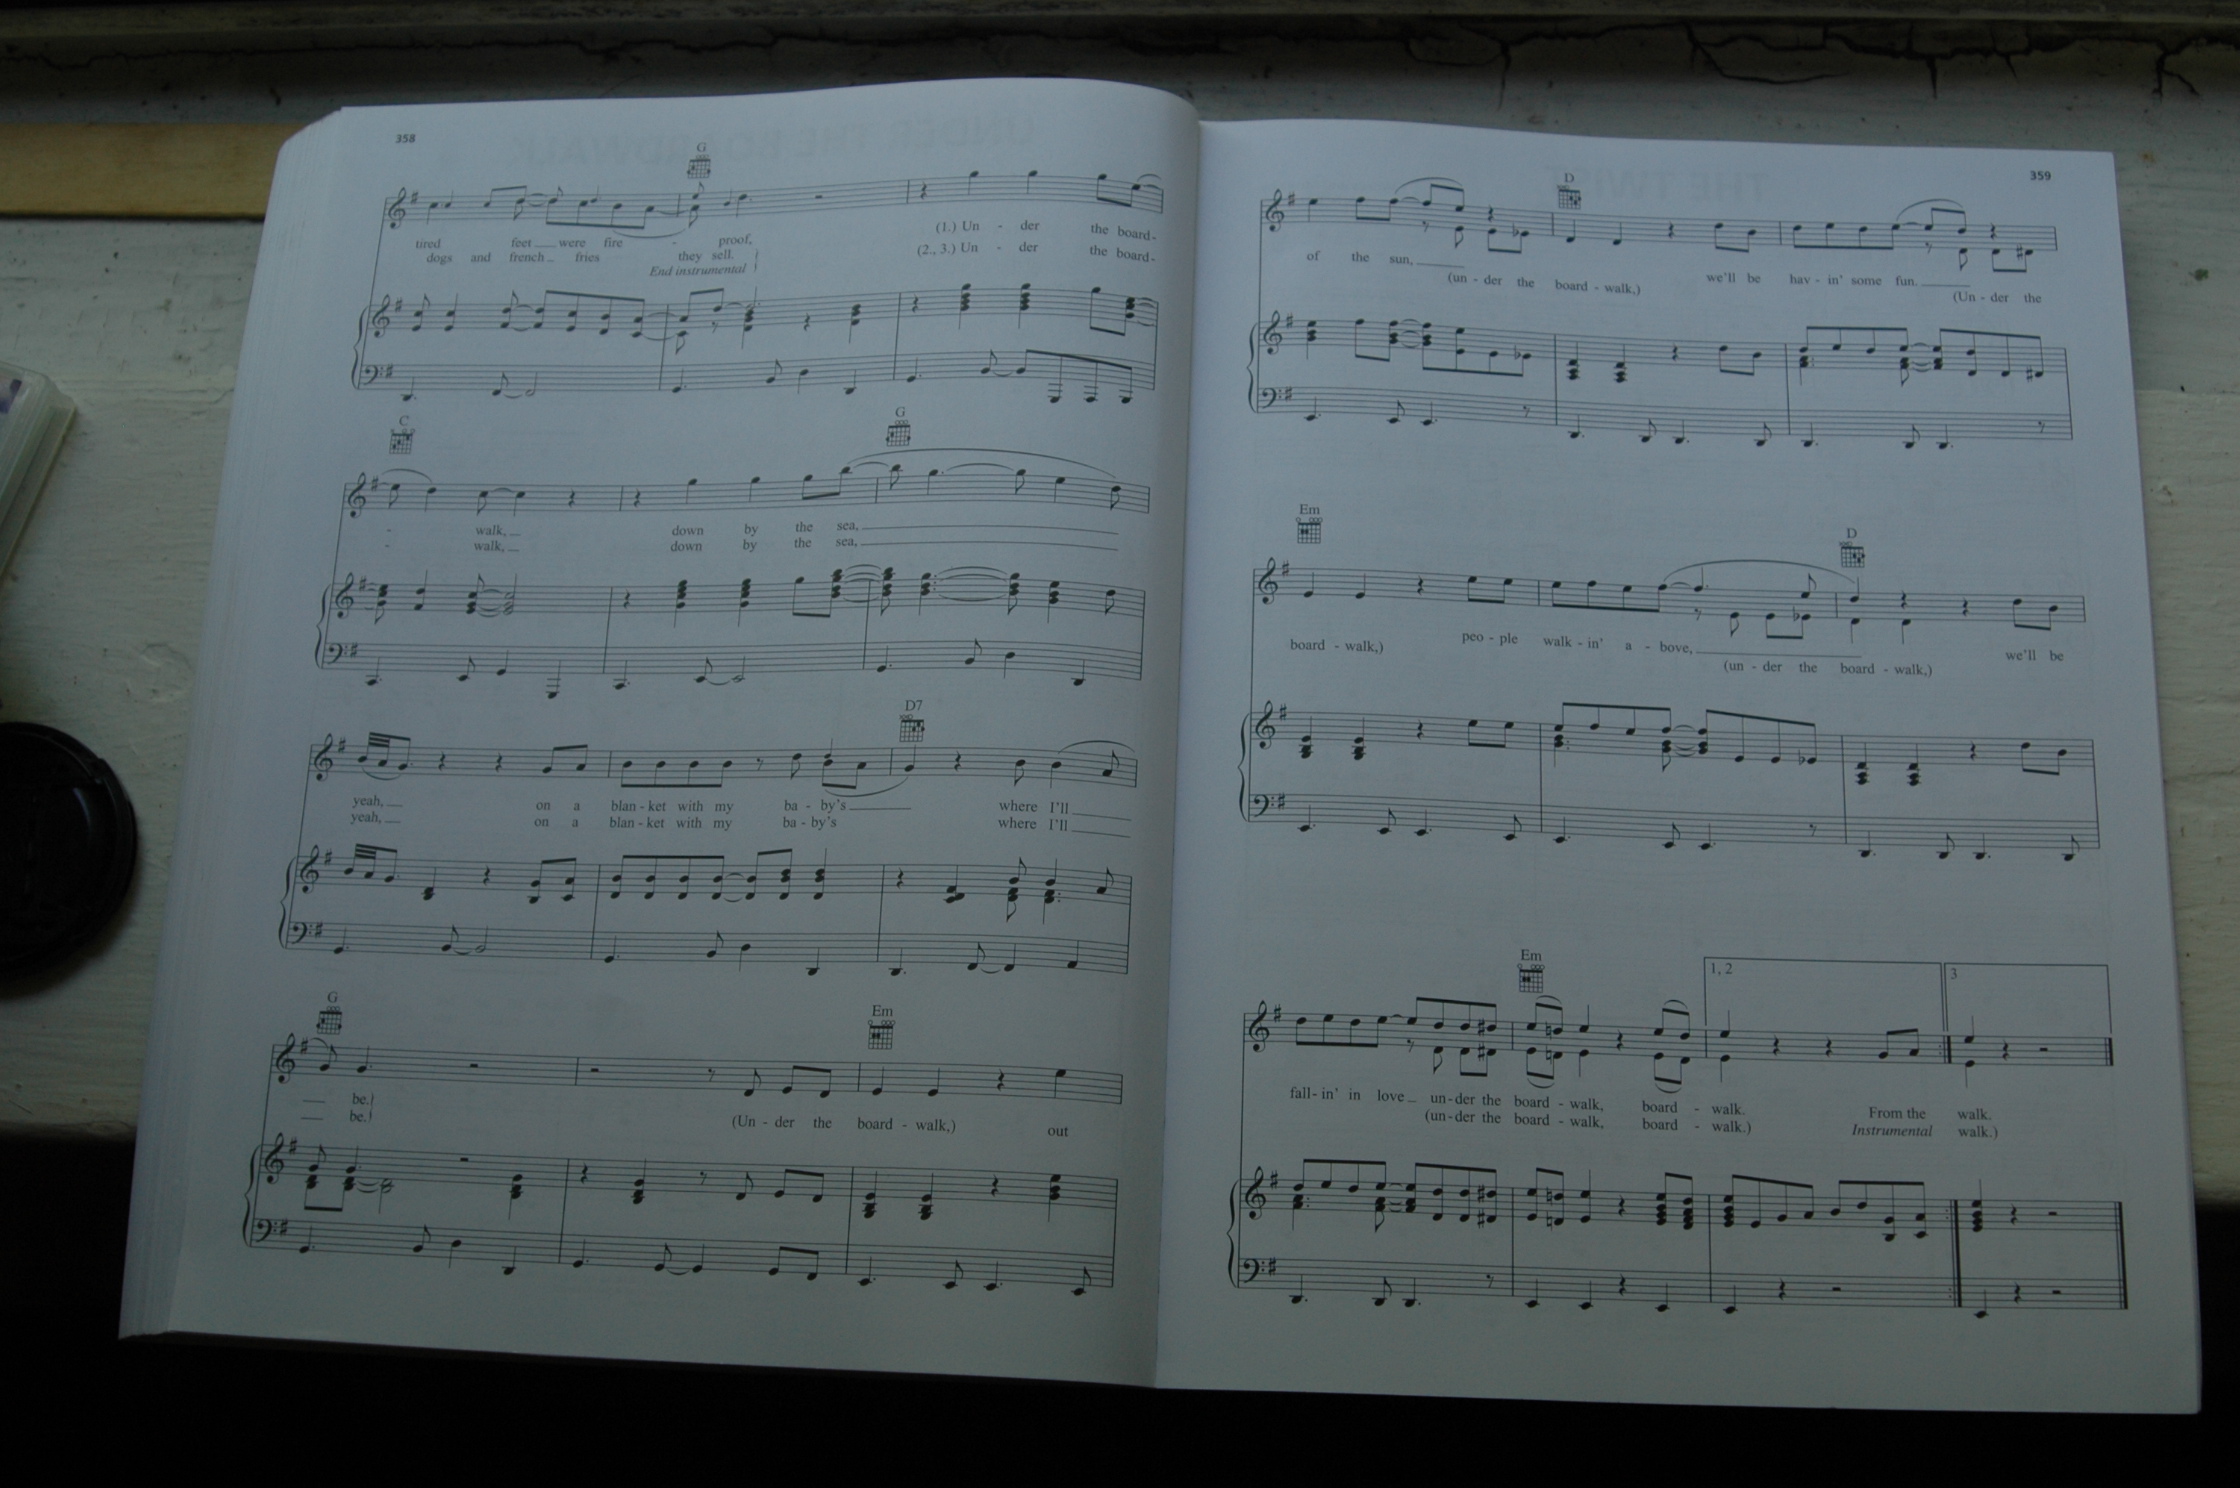 358
G
tired feet were fire - proof,
dogs and french fries they sell.
End instrumental
(1.) Un - der the board-
(2., 3.) Un - der the board-
C G
- walk, down by the sea,
- walk, down by the sea,
D7
yeah, on a blan - ket with my ba - by's where I'll
yeah, on a blan - ket with my ba - by's where I'll
G Em
be.
be.
(Un - der the board - walk,) out
359
D
of the sun, we'll be hav - in' some fun.
(un - der the board - walk,) (Un - der the
Em D
board - walk,) peo - ple walk - in' a - bove, we'll be
(un - der the board - walk,)
Em 1, 2 3
fall - in' in love un - der the board - walk, board - walk. From the walk.
(un - der the board - walk, board - walk.) Instrumental walk.)